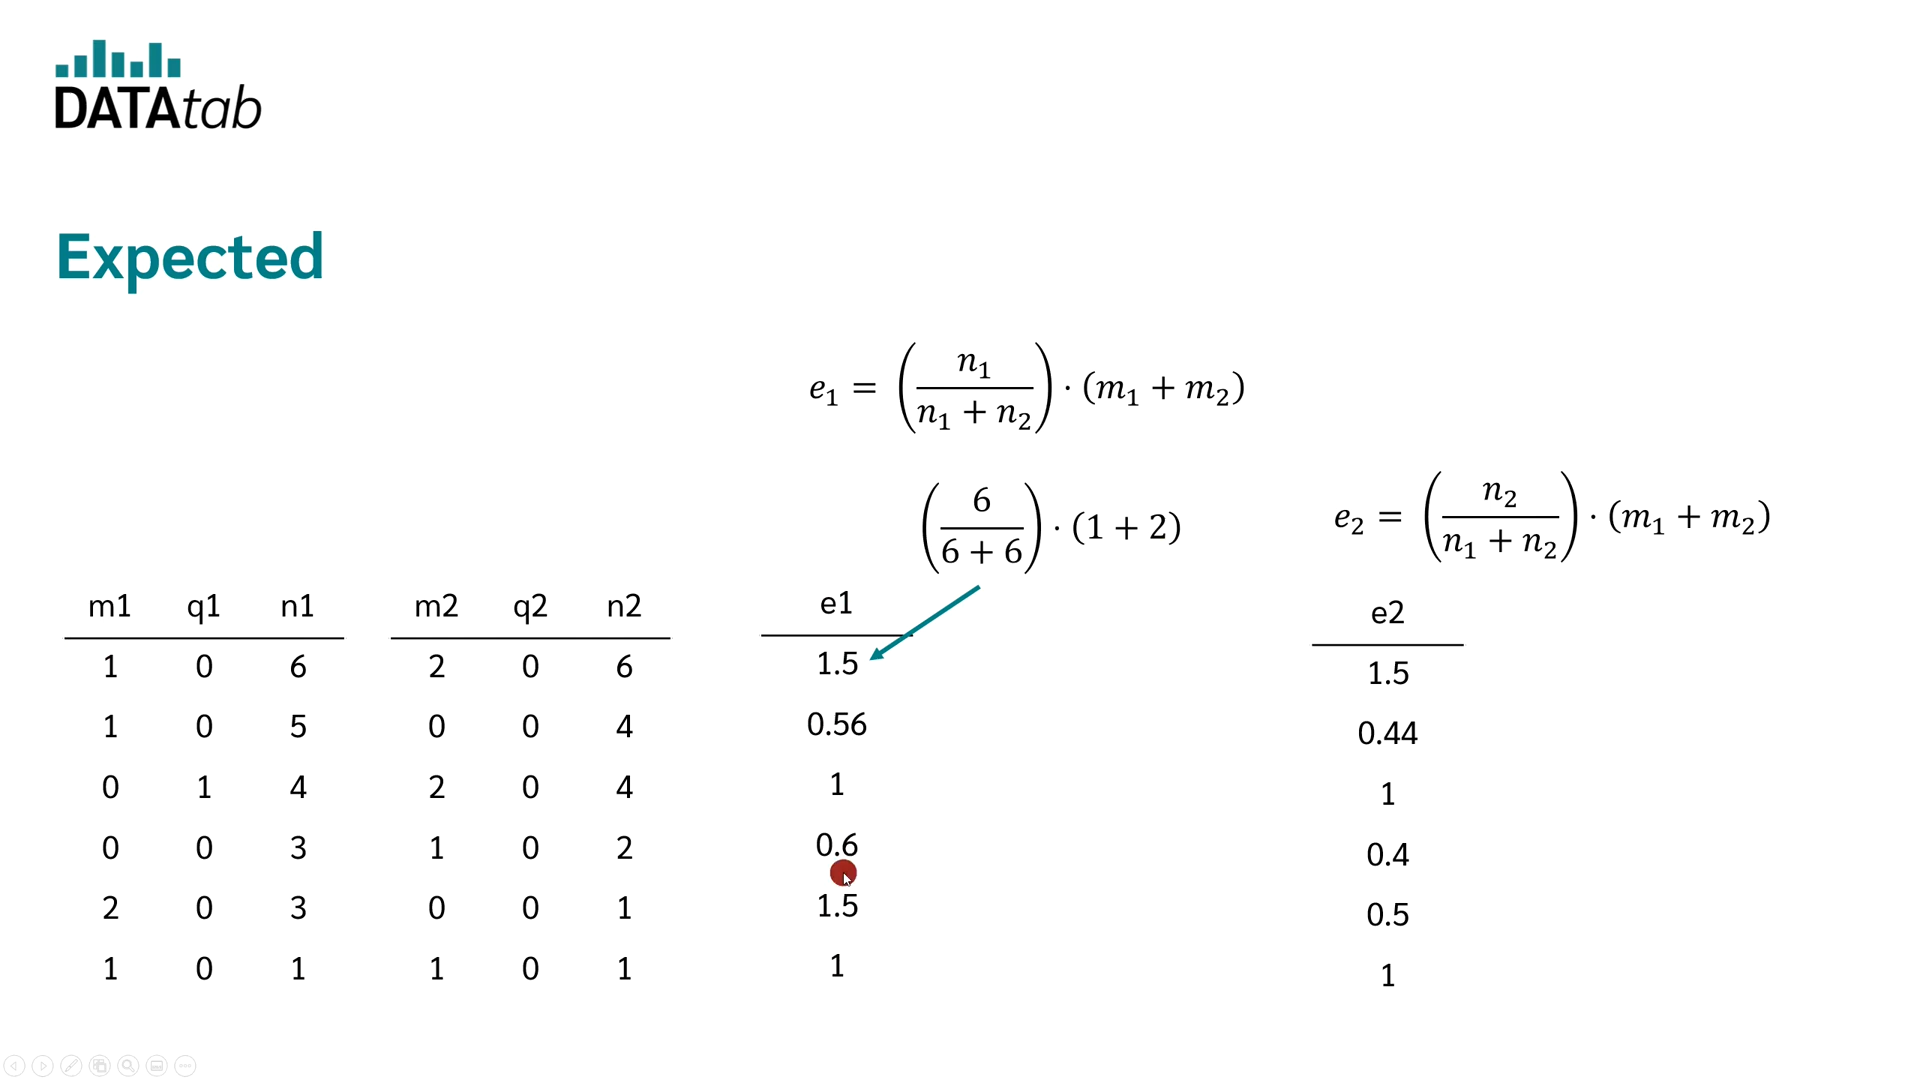 DATAtab
Expected
e₁ = (n₁ / (n₁ + n₂)) · (m₁ + m₂)
(6 / (6 + 6)) · (1 + 2)
e₂ = (n₂ / (n₁ + n₂)) · (m₁ + m₂)
m1 q1 n1 m2 q2 n2 e1 e2
1 0 6 2 0 6 1.5 1.5
1 0 5 0 0 4 0.56 0.44
0 1 4 2 0 4 1 1
0 0 3 1 0 2 0.6 0.4
2 0 3 0 0 1 1.5 0.5
1 0 1 1 0 1 1 1